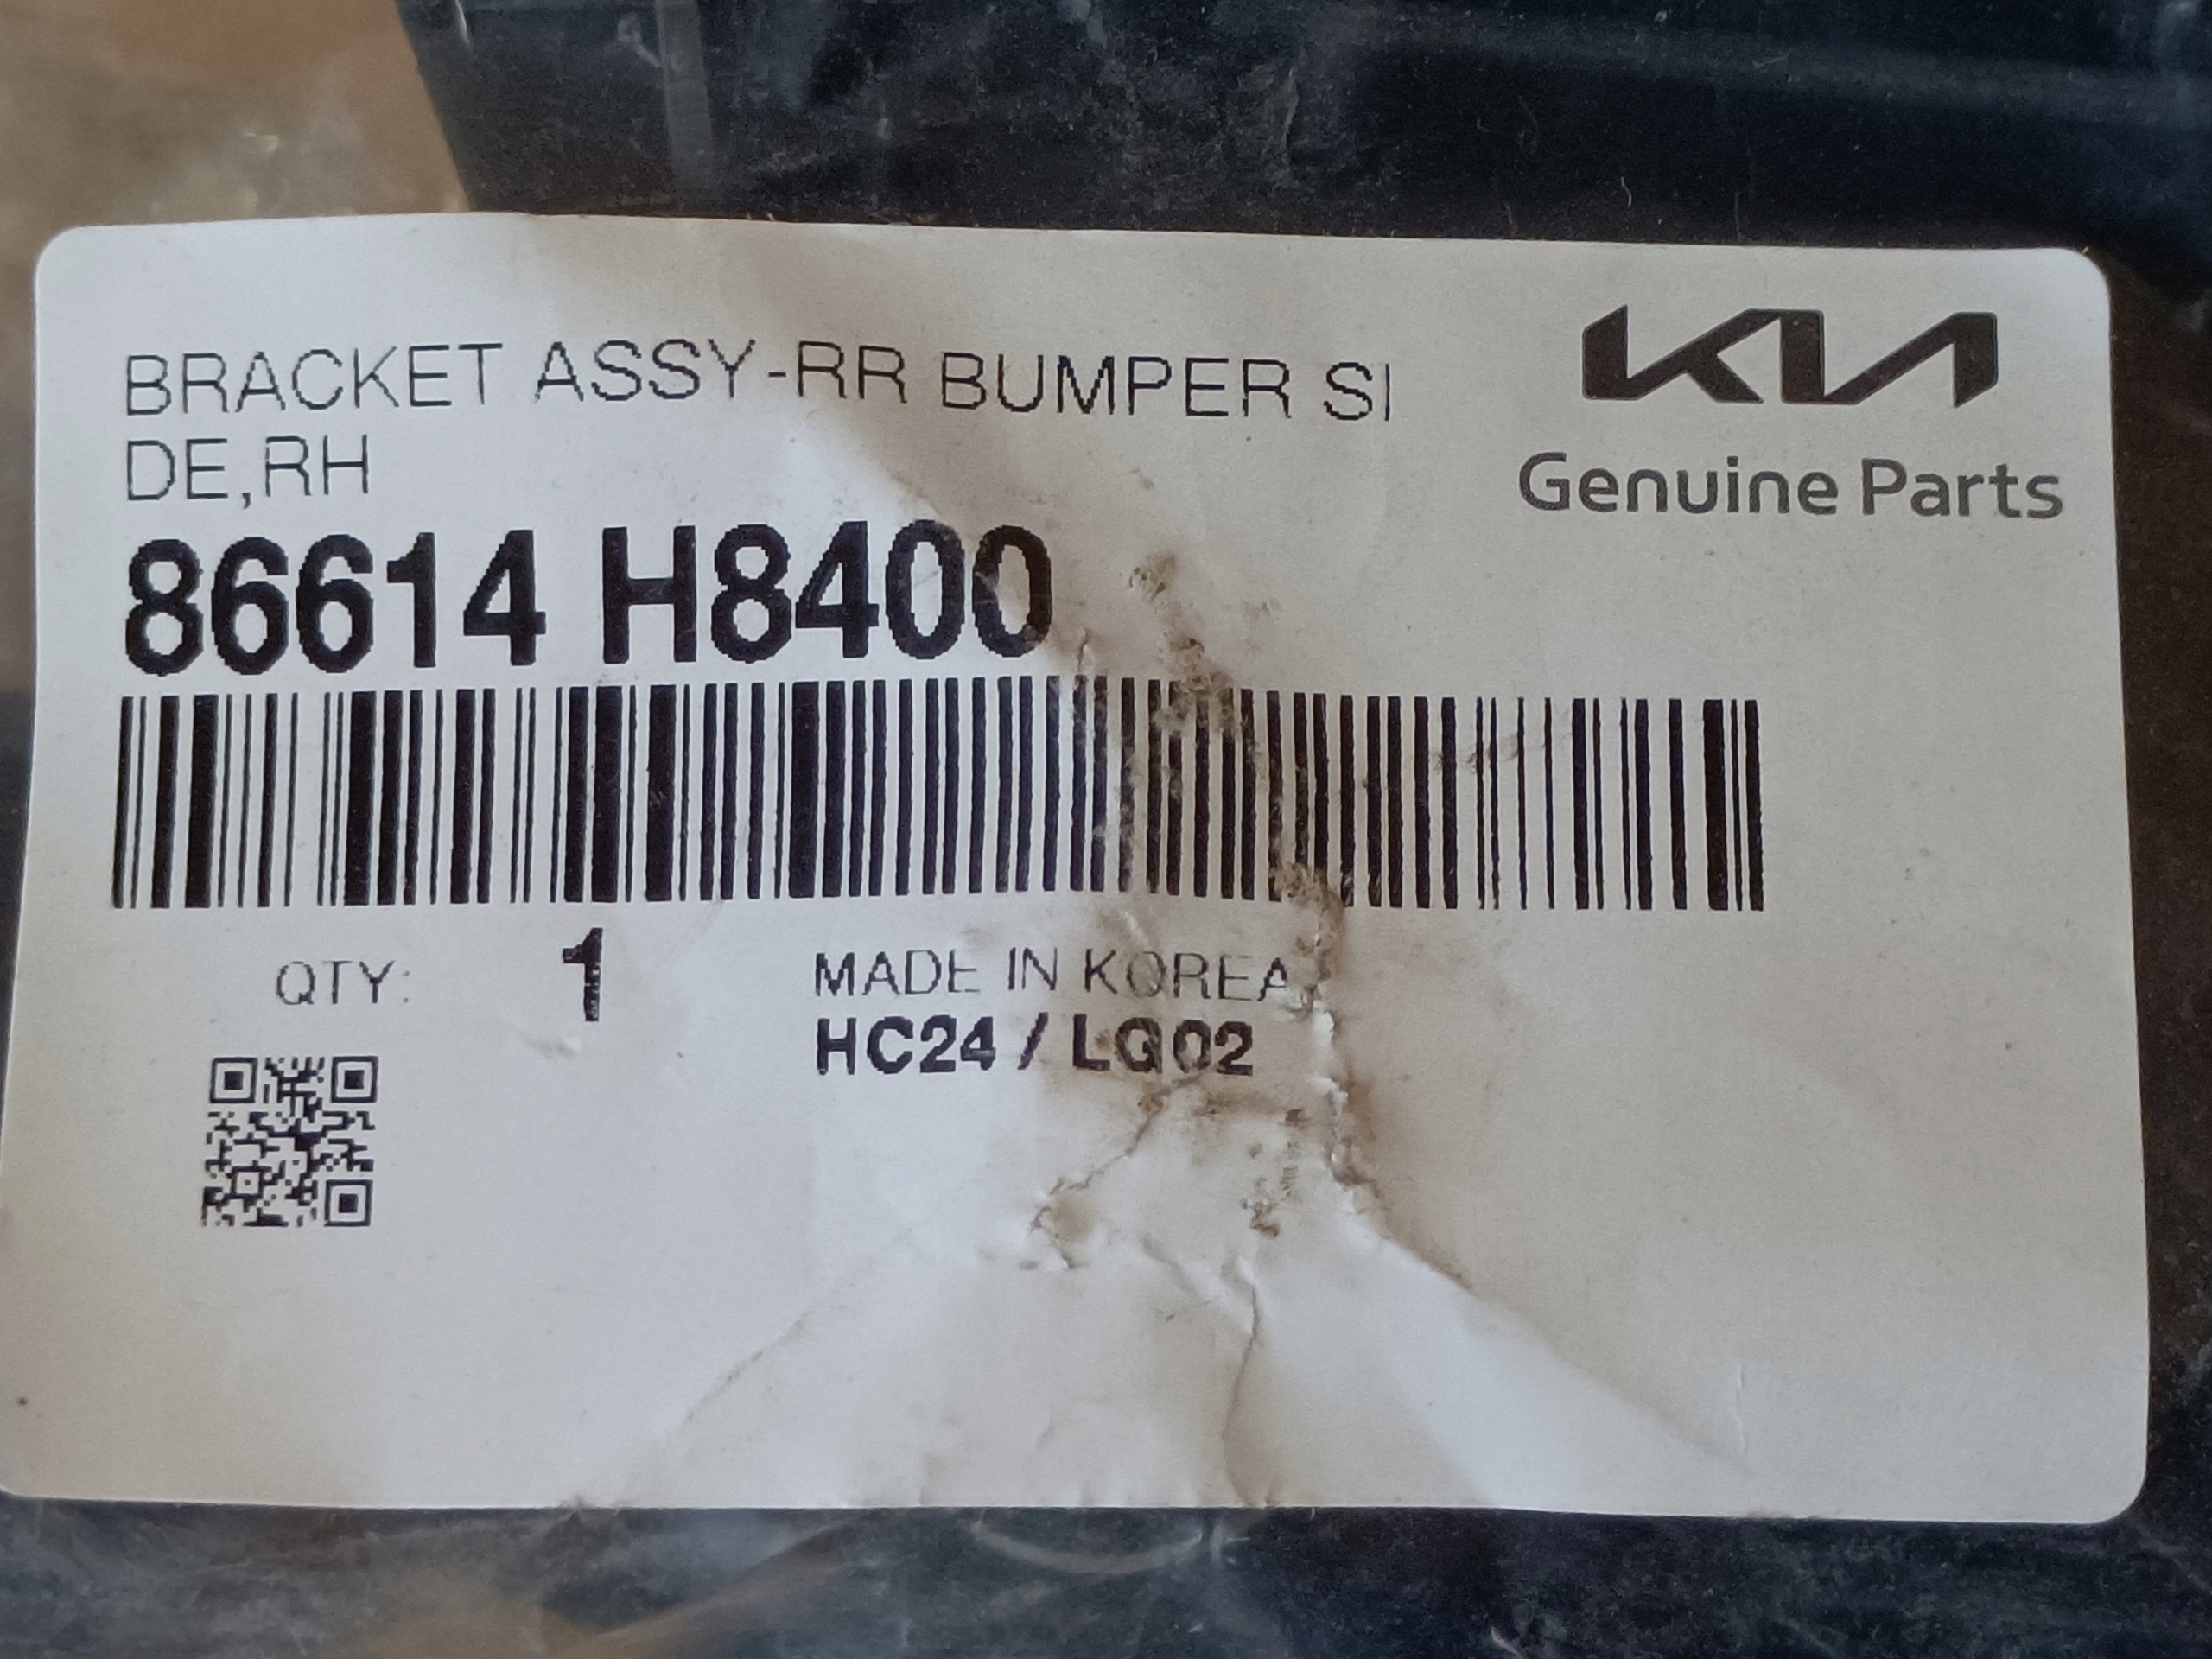 KIA
Genuine Parts
BRACKET ASSY-RR BUMPER SI
DE,RH
86614 H8400
QTY: 1
MADE IN KOREA
HC24 / LG02